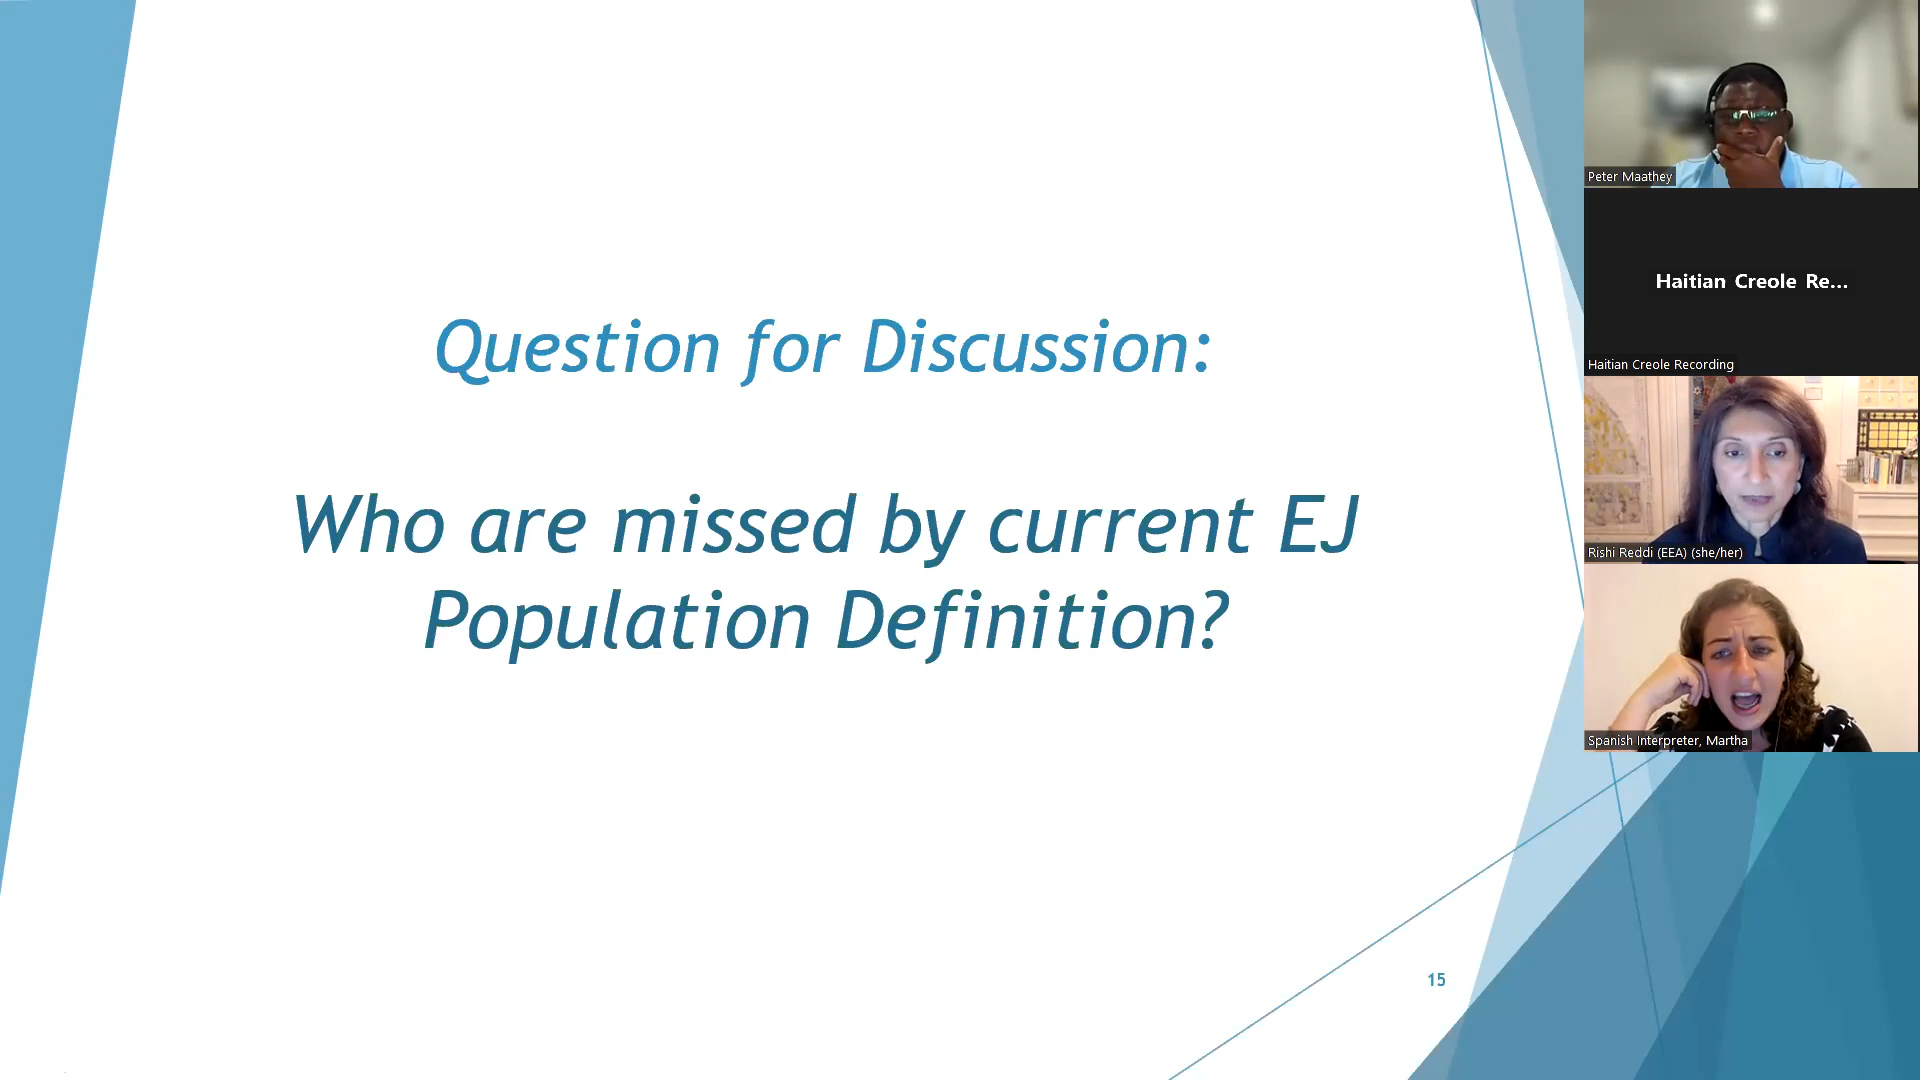 Question for Discussion:
Who are missed by current EJ
Population Definition?
15
Peter Maathey
Haitian Creole Re...
Haitian Creole Recording
Rishi Reddi (EEA) (she/her)
Spanish Interpreter, Martha